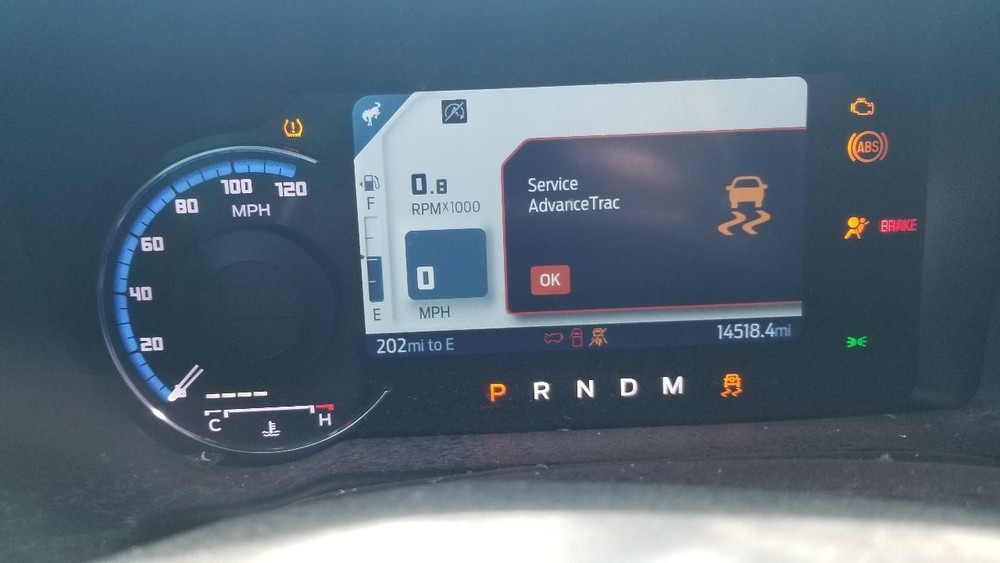 120
100
80
MPH
60
40
20
0
C
H
F
E
0.8
RPMX1000
0
MPH
Service
AdvanceTrac
OK
202mi to E
14518.4mi
P R N D M
ABS
BRAKE